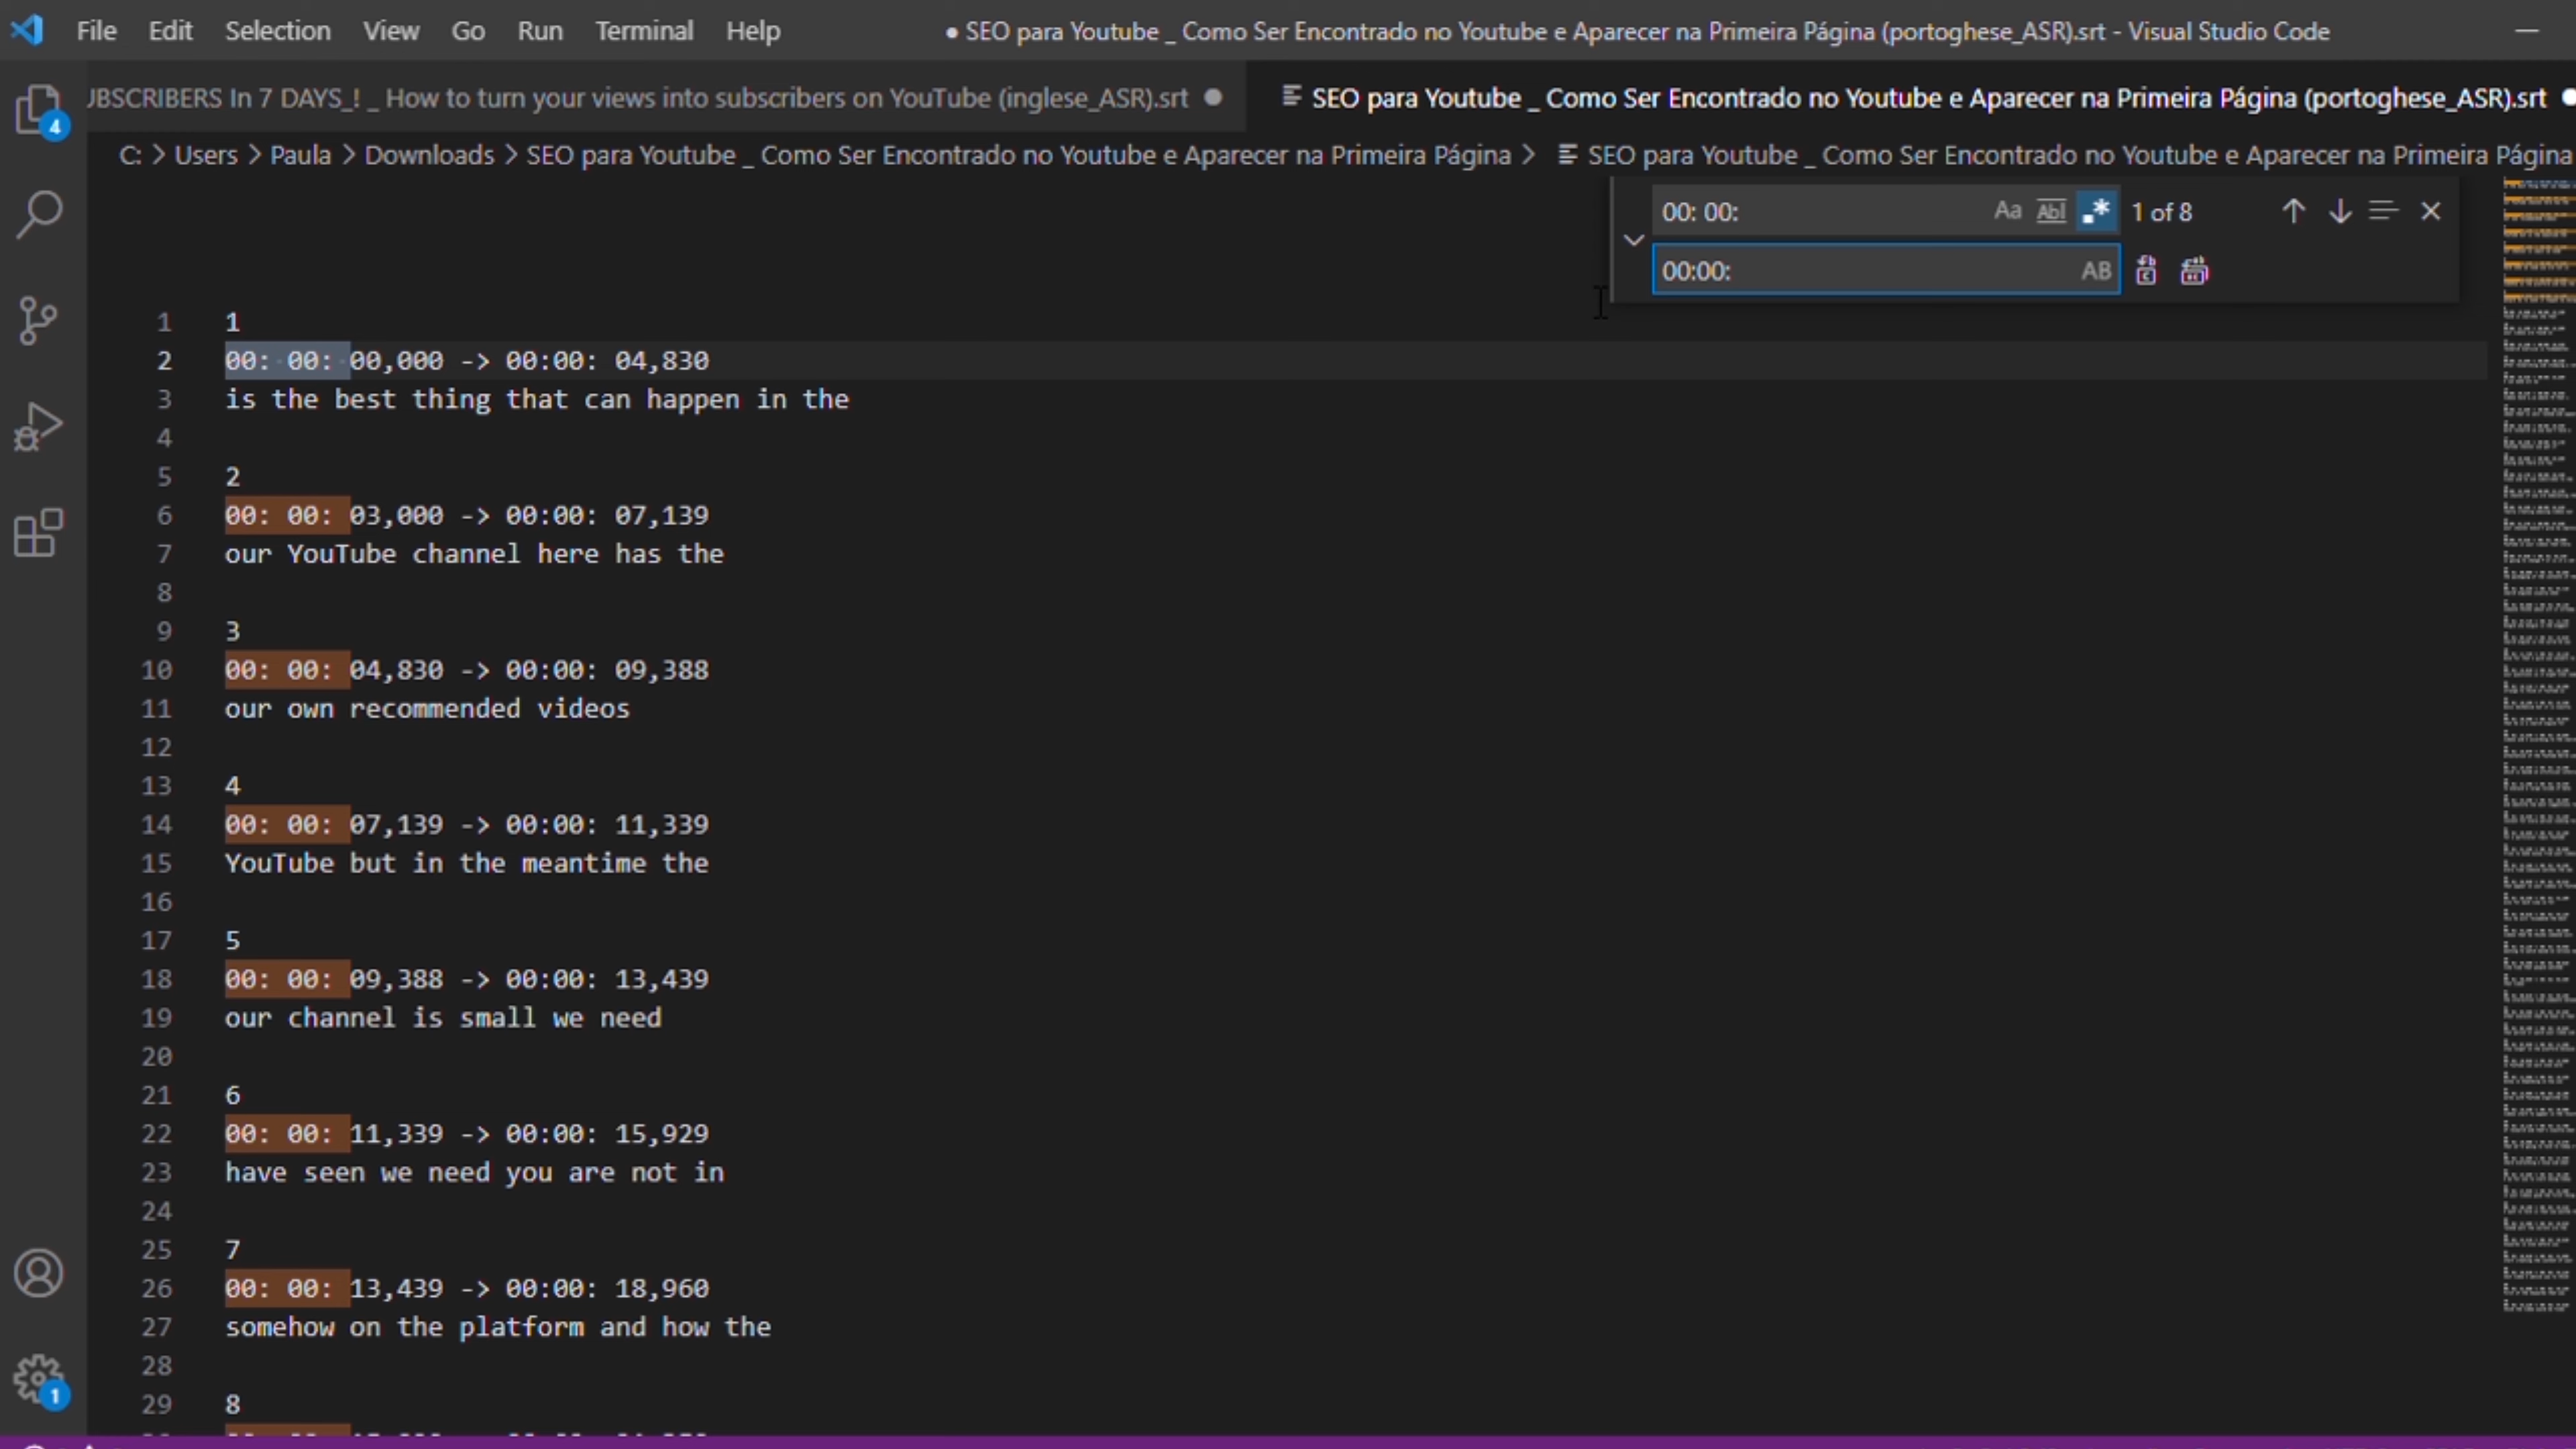 File Edit Selection View Go Run Terminal Help
● SEO para Youtube _ Como Ser Encontrado no Youtube e Aparecer na Primeira Página (portoghese_ASR).srt - Visual Studio Code
UBSCRIBERS In 7 DAYS_! _ How to turn your views into subscribers on YouTube (inglese_ASR).srt
SEO para Youtube _ Como Ser Encontrado no Youtube e Aparecer na Primeira Página (portoghese_ASR).srt
C: > Users > Paula > Downloads > SEO para Youtube _ Como Ser Encontrado no Youtube e Aparecer na Primeira Página > SEO para Youtube _ Como Ser Encontrado no Youtube e Aparecer na Primeira Página
4
00: 00: Aa Abl .* 1 of 8
00:00: AB
1 1
2 00: 00: 00,000 -> 00:00: 04,830
3 is the best thing that can happen in the
4
5 2
6 00: 00: 03,000 -> 00:00: 07,139
7 our YouTube channel here has the
8
9 3
10 00: 00: 04,830 -> 00:00: 09,388
11 our own recommended videos
12
13 4
14 00: 00: 07,139 -> 00:00: 11,339
15 YouTube but in the meantime the
16
17 5
18 00: 00: 09,388 -> 00:00: 13,439
19 our channel is small we need
20
21 6
22 00: 00: 11,339 -> 00:00: 15,929
23 have seen we need you are not in
24
25 7
26 00: 00: 13,439 -> 00:00: 18,960
27 somehow on the platform and how the
28
29 8
1